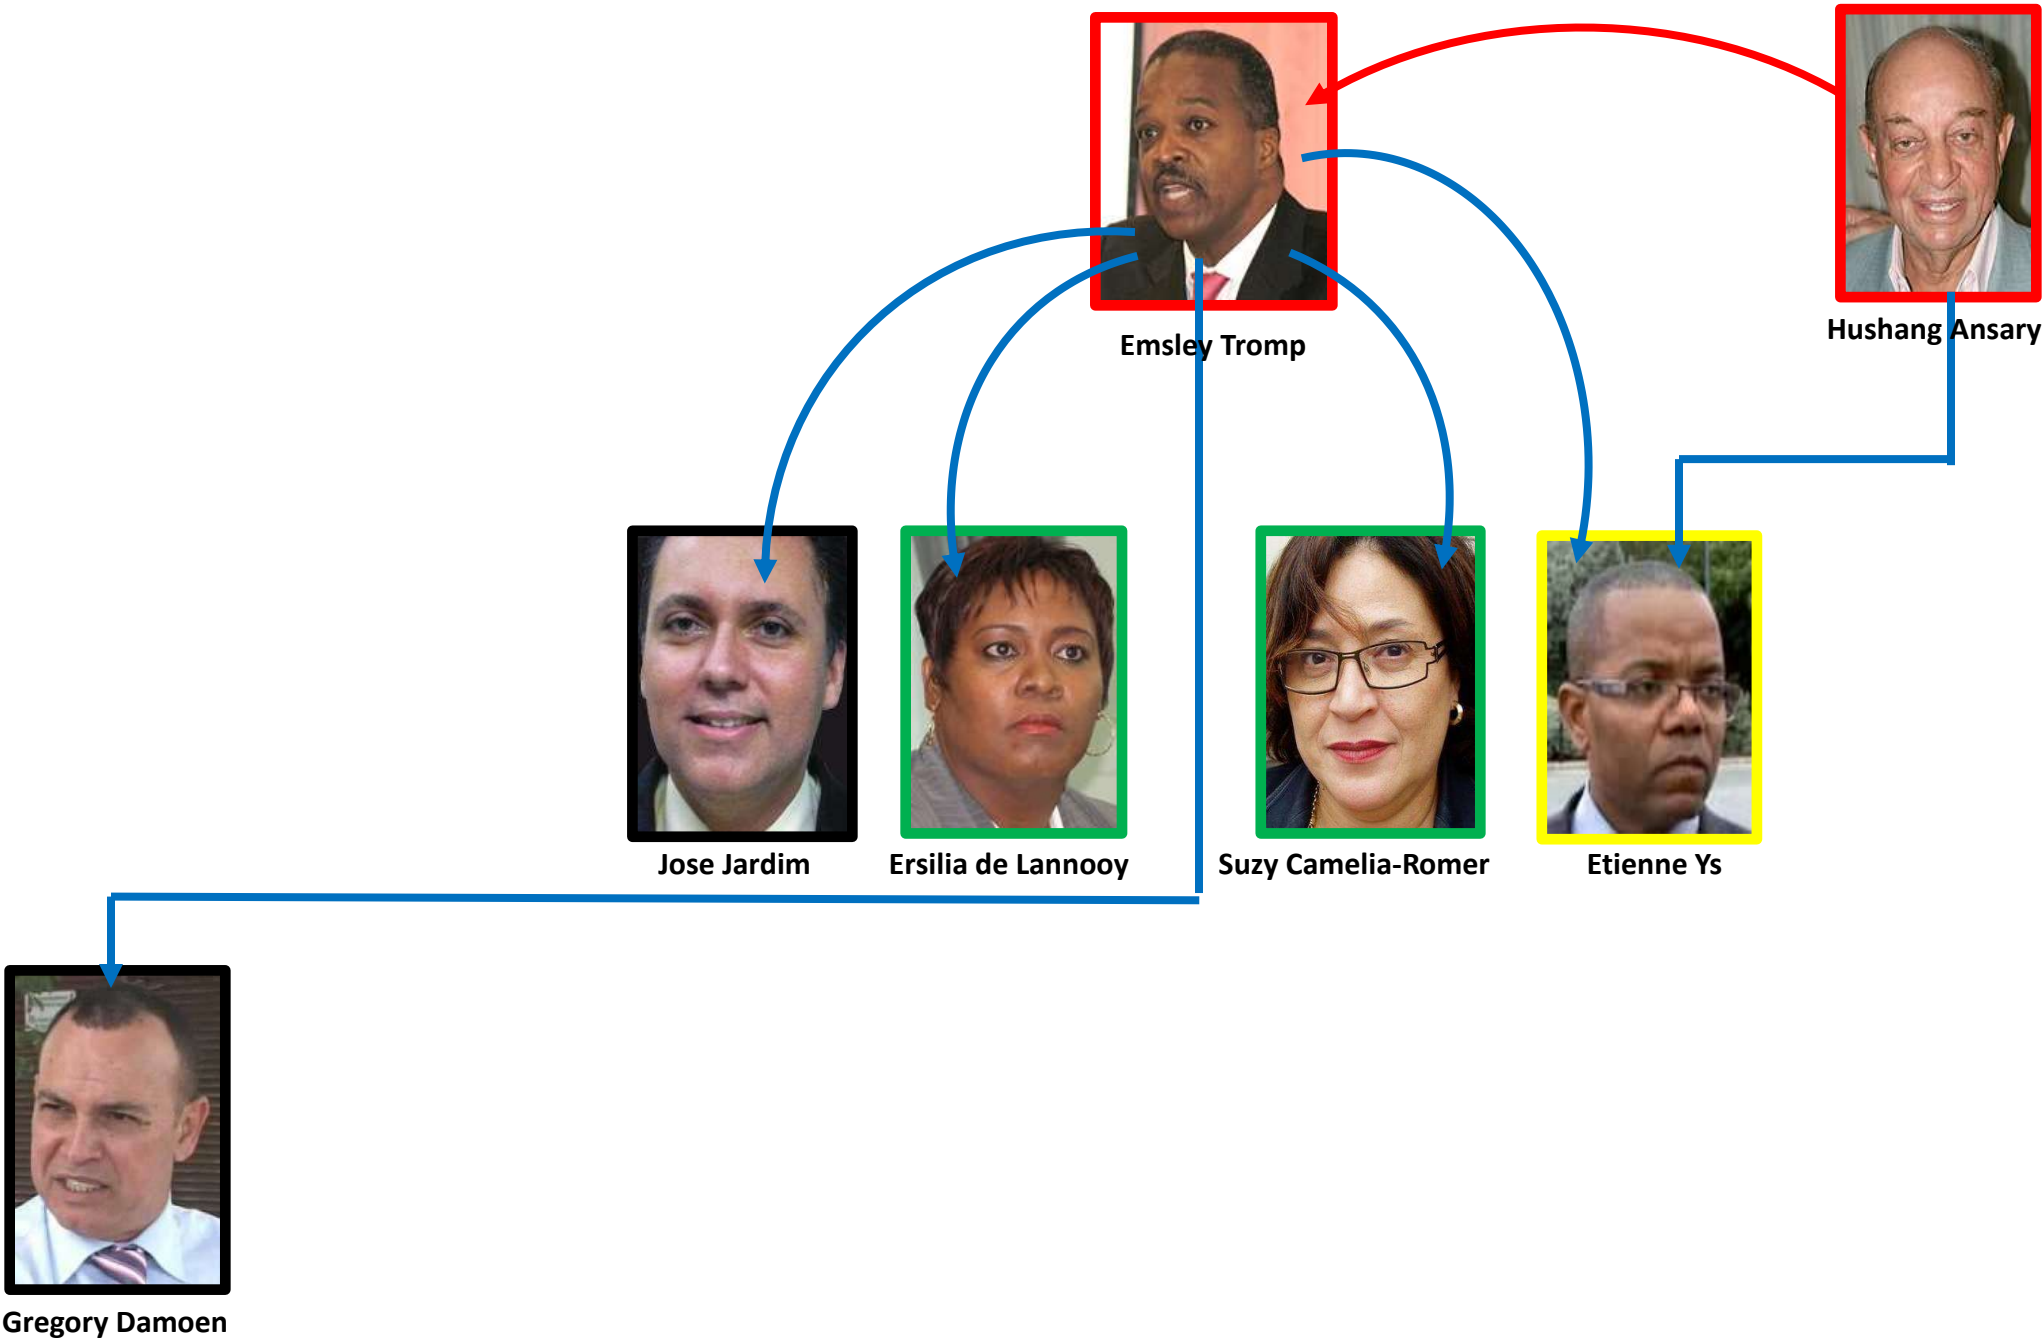 Emsley Tromp
Hushang Ansary
Jose Jardim
Ersilia de Lannooy
Suzy Camelia-Romer
Etienne Ys
Gregory Damoen